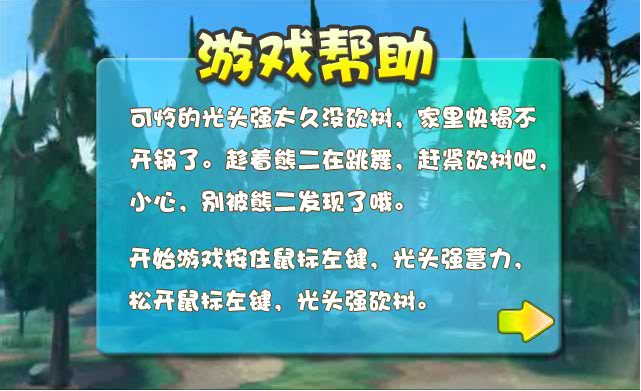 游戏帮助
可怜的光头强太久没砍树，家里快揭不
开锅了。趁着熊二在跳舞，赶紧砍树吧，
小心，别被熊二发现了哦。
开始游戏按住鼠标左键，光头强蓄力，
松开鼠标左键，光头强砍树。